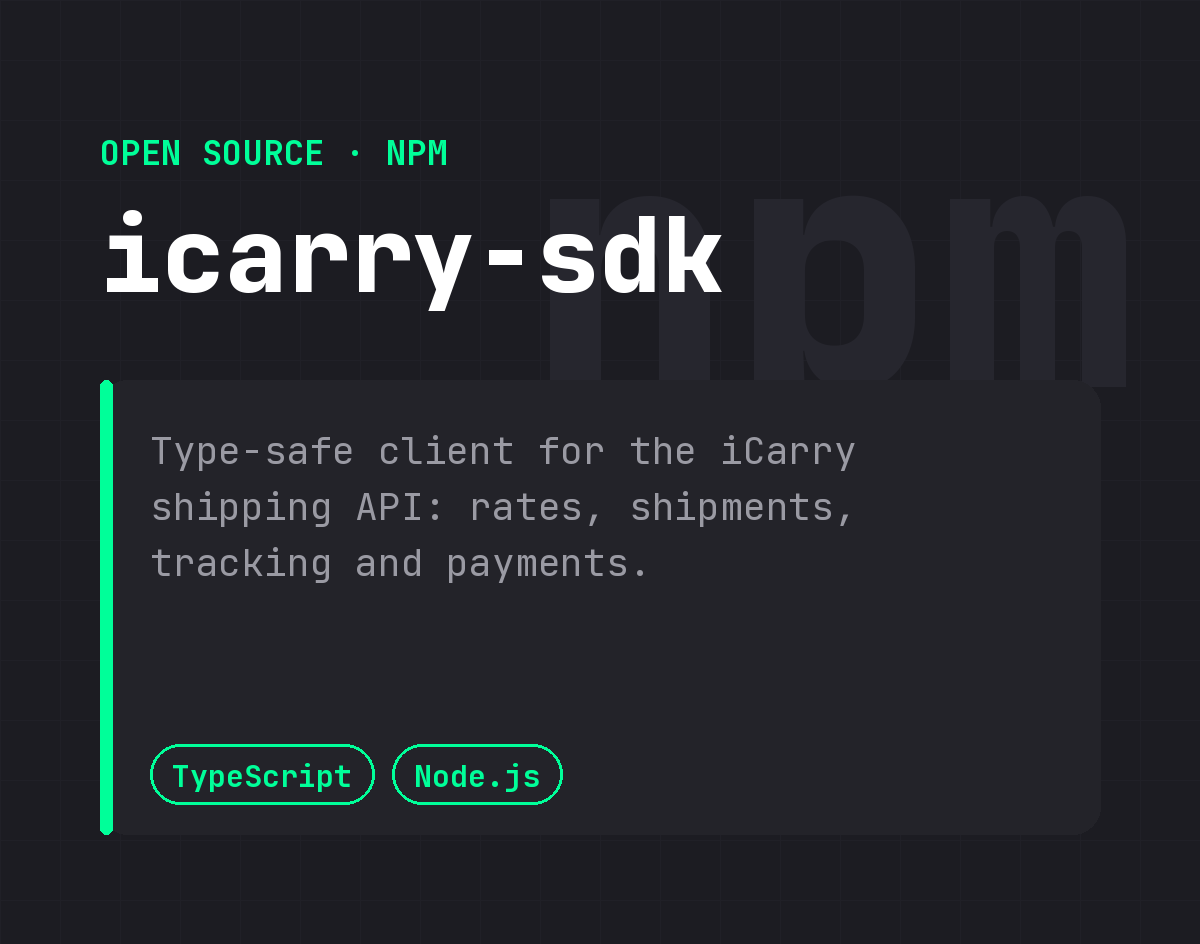 OPEN SOURCE · NPM
npm
icarry-sdk
Type-safe client for the iCarry
shipping API: rates, shipments,
tracking and payments.
TypeScript
Node.js